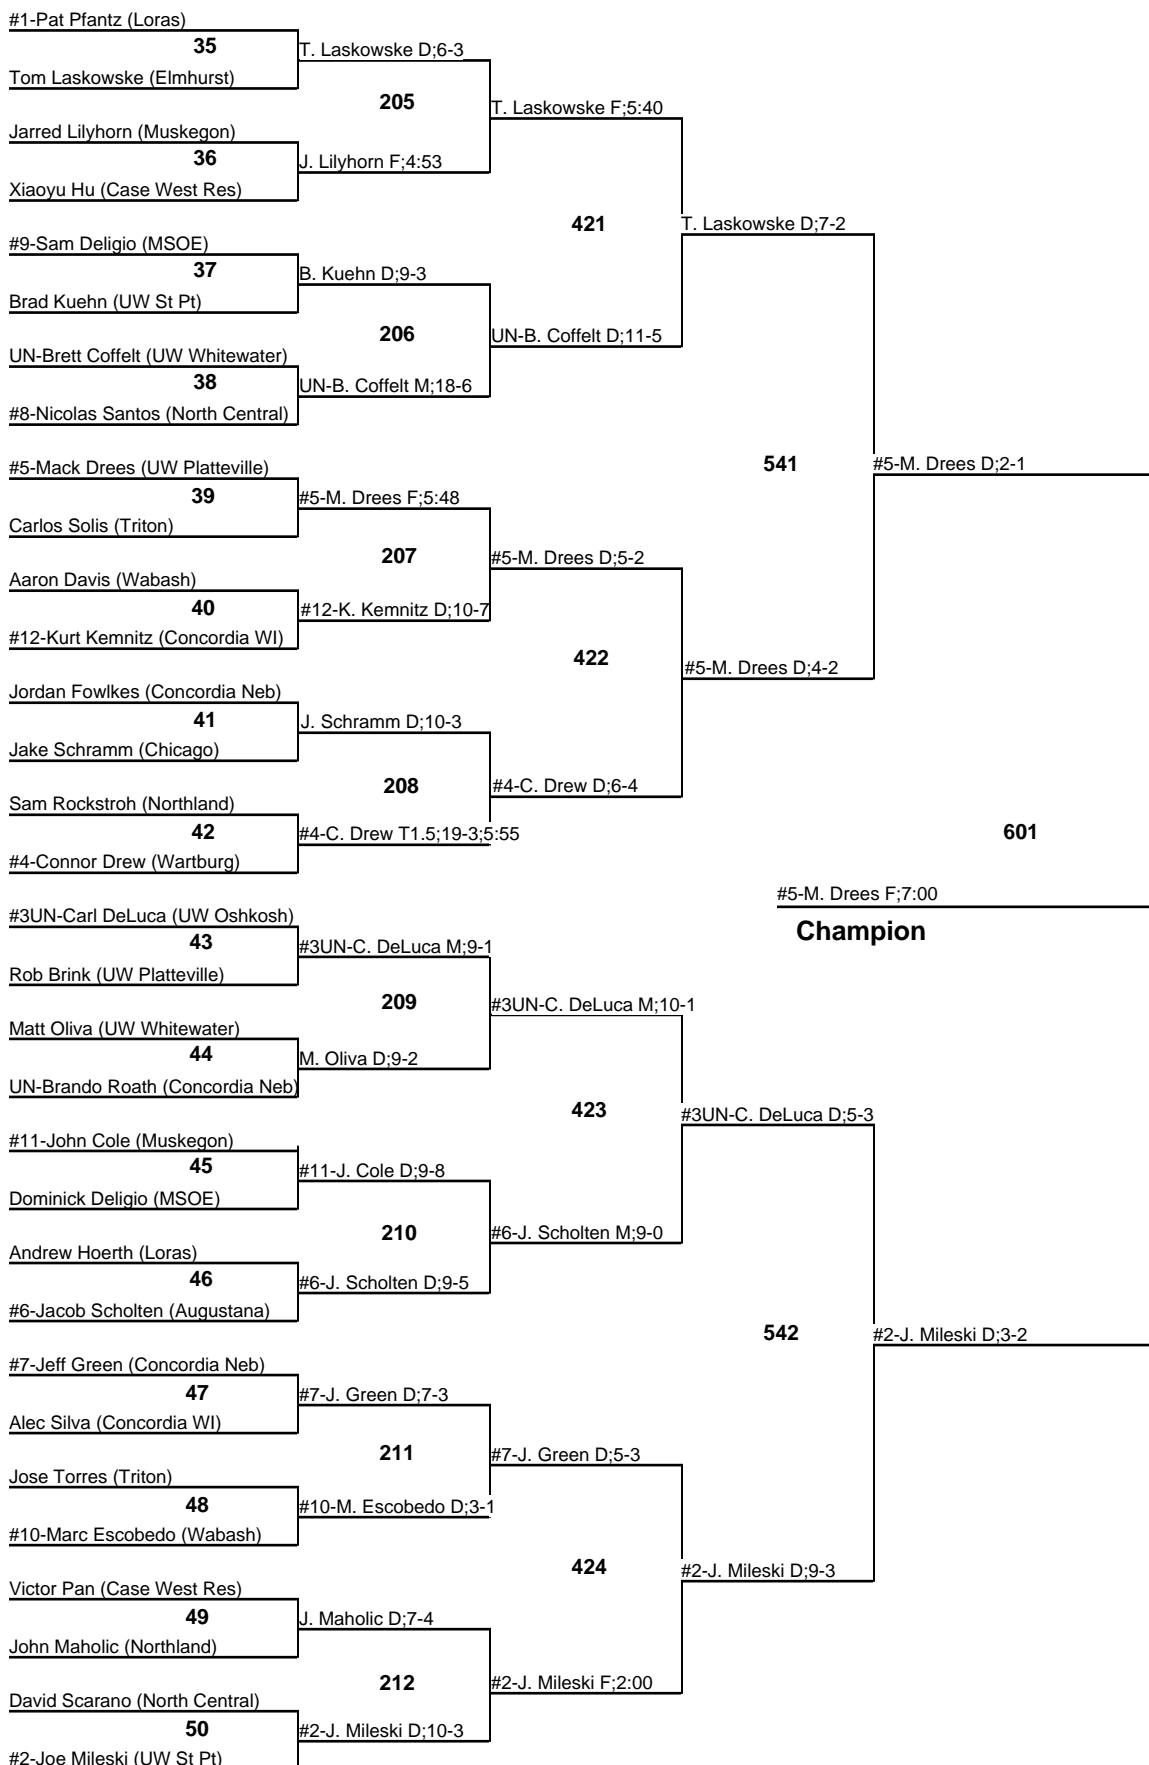 #1-Pat Pfantz (Loras)
35
T. Laskowske D;6-3
Tom Laskowske (Elmhurst)
205
T. Laskowske F;5:40
Jarred Lilyhorn (Muskegon)
36
J. Lilyhorn F;4:53
Xiaoyu Hu (Case West Res)
421
T. Laskowske D;7-2
#9-Sam Deligio (MSOE)
37
B. Kuehn D;9-3
Brad Kuehn (UW St Pt)
206
UN-B. Coffelt D;11-5
UN-Brett Coffelt (UW Whitewater)
38
UN-B. Coffelt M;18-6
#8-Nicolas Santos (North Central)
541
#5-M. Drees D;2-1
#5-Mack Drees (UW Platteville)
39
#5-M. Drees F;5:48
Carlos Solis (Triton)
207
#5-M. Drees D;5-2
Aaron Davis (Wabash)
40
#12-K. Kemnitz D;10-7
#12-Kurt Kemnitz (Concordia WI)
422
#5-M. Drees D;4-2
Jordan Fowlkes (Concordia Neb)
41
J. Schramm D;10-3
Jake Schramm (Chicago)
208
#4-C. Drew D;6-4
Sam Rockstroh (Northland)
42
#4-C. Drew T1.5;19-3;5:55
#4-Connor Drew (Wartburg)
601
#5-M. Drees F;7:00
Champion
#3UN-Carl DeLuca (UW Oshkosh)
43
#3UN-C. DeLuca M;9-1
Rob Brink (UW Platteville)
209
#3UN-C. DeLuca M;10-1
Matt Oliva (UW Whitewater)
44
M. Oliva D;9-2
UN-Brando Roath (Concordia Neb)
423
#3UN-C. DeLuca D;5-3
#11-John Cole (Muskegon)
45
#11-J. Cole D;9-8
Dominick Deligio (MSOE)
210
#6-J. Scholten M;9-0
Andrew Hoerth (Loras)
46
#6-J. Scholten D;9-5
#6-Jacob Scholten (Augustana)
542
#2-J. Mileski D;3-2
#7-Jeff Green (Concordia Neb)
47
#7-J. Green D;7-3
Alec Silva (Concordia WI)
211
#7-J. Green D;5-3
Jose Torres (Triton)
48
#10-M. Escobedo D;3-1
#10-Marc Escobedo (Wabash)
424
#2-J. Mileski D;9-3
Victor Pan (Case West Res)
49
J. Maholic D;7-4
John Maholic (Northland)
212
#2-J. Mileski F;2:00
David Scarano (North Central)
50
#2-J. Mileski D;10-3
#2-Joe Mileski (UW St Pt)